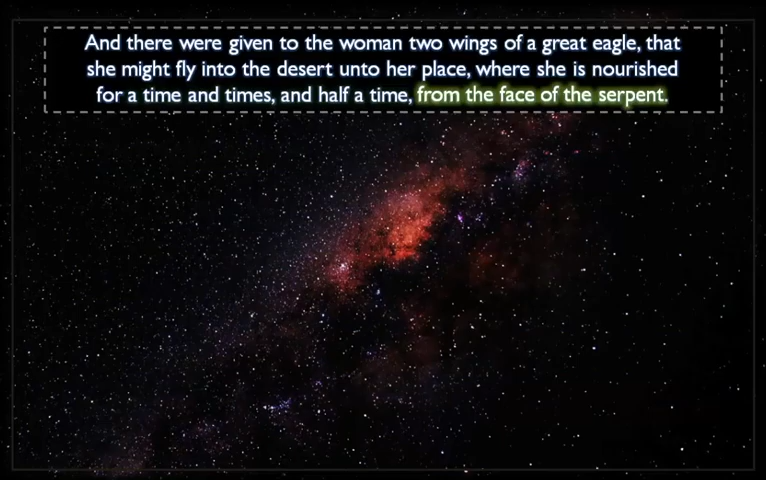 And there were given to the woman two wings of a great eagle, that
she might fly into the desert unto her place, where she is nourished
for a time and times, and half a time, from the face of the serpent.